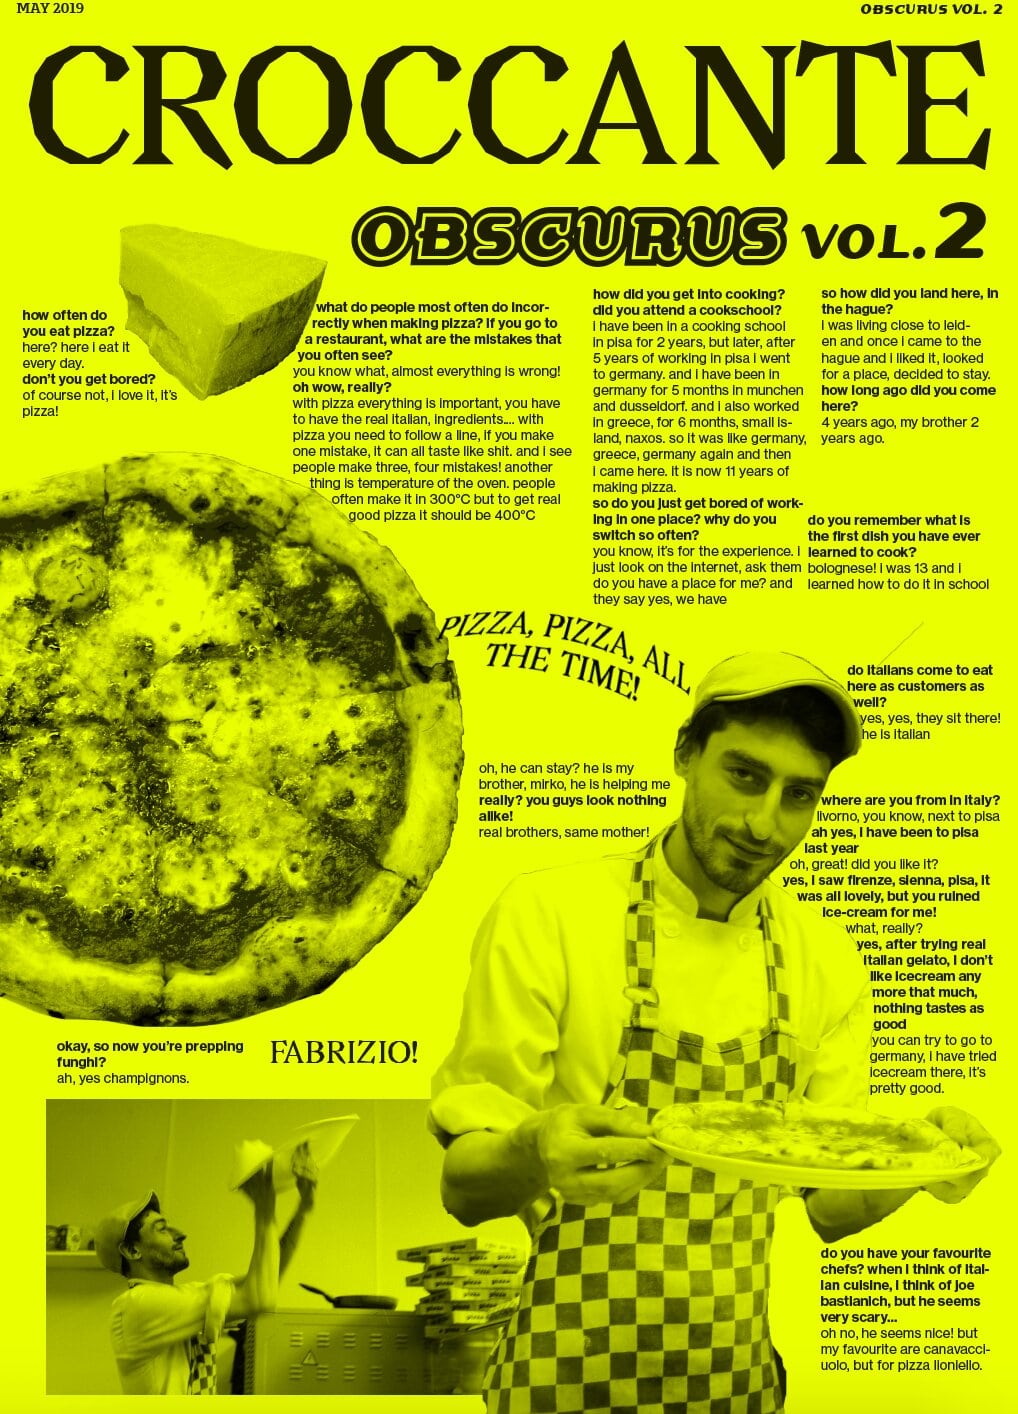 MAY 2019
OBSCURUS VOL. 2
CROCCANTE
OBSCURUS VOL.2
how often do
you eat pizza?
here? here i eat it
every day.
don't you get bored?
of course not, i love it, it's
pizza!
what do people most often do incor-
rectly when making pizza? if you go to
a restaurant, what are the mistakes that
you often see?
you know what, almost everything is wrong!
oh wow, really?
with pizza everything is important, you have
to have the real italian, ingredients.... with
pizza you need to follow a line, if you make
one mistake, it can all taste like shit. and i see
people make three, four mistakes! another
thing is temperature of the oven. people
often make it in 300°C but to get real
good pizza it should be 400°C
how did you get into cooking?
did you attend a cookschool?
i have been in a cooking school
in pisa for 2 years, but later, after
5 years of working in pisa i went
to germany. and i have been in
germany for 5 months in munchen
and dusseldorf. and i also worked
in greece, for 6 months, small is-
land, naxos. so it was like germany,
greece, germany again and then
i came here. it is now 11 years of
making pizza.
so do you just get bored of work-
ing in one place? why do you
switch so often?
you know, it's for the experience. i
just look on the internet, ask them
do you have a place for me? and
they say yes, we have
so how did you land here, in
the hague?
i was living close to leid-
en and once i came to the
hague and i liked it, looked
for a place, decided to stay.
how long ago did you come
here?
4 years ago, my brother 2
years ago.
do you remember what is
the first dish you have ever
learned to cook?
bolognese! i was 13 and i
learned how to do it in school
PIZZA, PIZZA, ALL
THE TIME!
do italians come to eat
here as customers as
well?
yes, yes, they sit there!
he is italian
oh, he can stay? he is my
brother, mirko, he is helping me
really? you guys look nothing
alike!
real brothers, same mother!
where are you from in italy?
livorno, you know, next to pisa
ah yes, i have been to pisa
last year
oh, great! did you like it?
yes, i saw firenze, sienna, pisa, it
was all lovely, but you ruined
ice-cream for me!
what, really?
yes, after trying real
italian gelato, I don't
like icecream any
more that much,
nothing tastes as
good
you can try to go to
germany, i have tried
icecream there, it's
pretty good.
okay, so now you're prepping
funghi?
ah, yes champignons.
FABRIZIO!
do you have your favourite
chefs? when i think of ital-
ian cuisine, i think of joe
bastianich, but he seems
very scary...
oh no, he seems nice! but
my favourite are canavacci-
uolo, but for pizza lioniello.